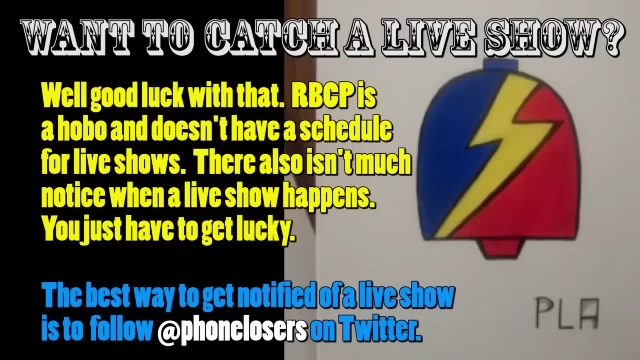 WANT TO CATCH A LIVE SHOW?
Well good luck with that. RBCP is
a hobo and doesn't have a schedule
for live shows. There also isn't much
notice when a live show happens.
You just have to get lucky.
The best way to get notified of a live show
is to follow @phonelosers on Twitter.
PLA